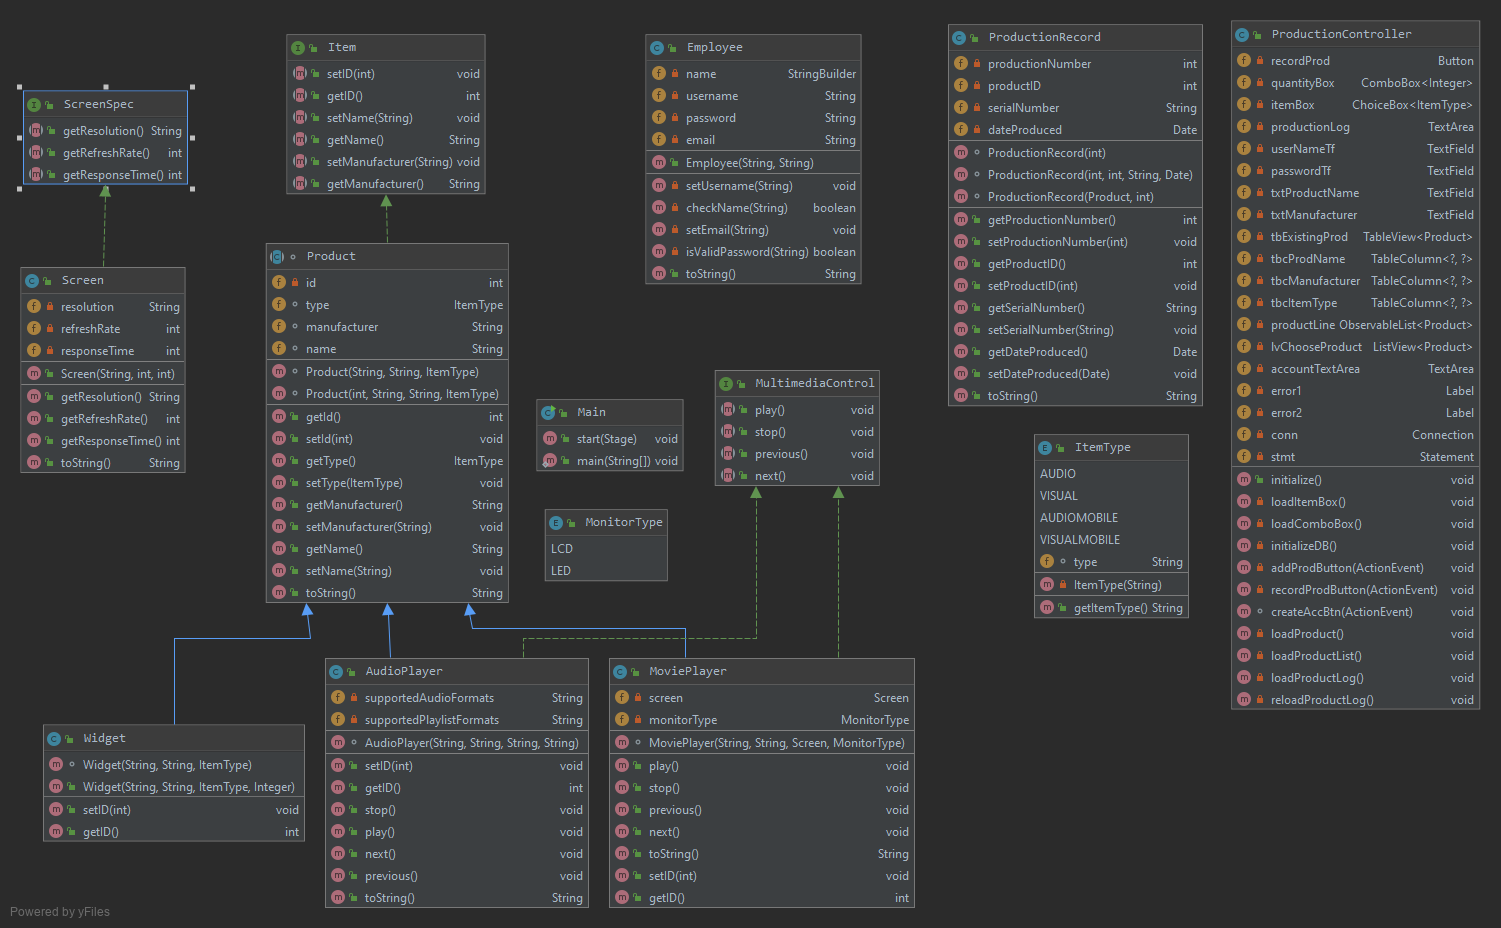 ScreenSpec
getResolution() String
getRefreshRate() int
getResponseTime() int
Screen
resolution String
refreshRate int
responseTime int
Screen(String, int, int)
getResolution() String
getRefreshRate() int
getResponseTime() int
toString() String
Item
setID(int) void
getID() int
setName(String) void
getName() String
setManufacturer(String) void
getManufacturer() String
Product
id int
type ItemType
manufacturer String
name String
Product(String, String, ItemType)
Product(int, String, String, ItemType)
getId() int
setId(int) void
getType() ItemType
setType(ItemType) void
getManufacturer() String
setManufacturer(String) void
getName() String
setName(String) void
toString() String
Employee
name StringBuilder
username String
password String
email String
Employee(String, String)
setUsername(String) void
checkName(String) boolean
setEmail(String) void
isValidPassword(String) boolean
toString() String
Main
start(Stage) void
main(String[]) void
MonitorType
LCD
LED
MultimediaControl
play() void
stop() void
previous() void
next() void
ProductionRecord
productionNumber int
productID int
serialNumber String
dateProduced Date
ProductionRecord(int)
ProductionRecord(int, int, String, Date)
ProductionRecord(Product, int)
getProductionNumber() int
setProductionNumber(int) void
getProductID() int
setProductID(int) void
getSerialNumber() String
setSerialNumber(String) void
getDateProduced() Date
setDateProduced(Date) void
toString() String
ItemType
AUDIO
VISUAL
AUDIOMOBILE
VISUALMOBILE
type String
ItemType(String)
getItemType() String
ProductionController
recordProd Button
quantityBox ComboBox<Integer>
itemBox ChoiceBox<ItemType>
productionLog TextArea
userNameTf TextField
passwordTf TextField
txtProductName TextField
txtManufacturer TextField
tbExistingProd TableView<Product>
tbcProdName TableColumn<?, ?>
tbcManufacturer TableColumn<?, ?>
tbcItemType TableColumn<?, ?>
productLine ObservableList<Product>
lvChooseProduct ListView<Product>
accountTextArea TextArea
error1 Label
error2 Label
conn Connection
stmt Statement
initialize() void
loadItemBox() void
loadComboBox() void
initializeDB() void
addProdButton(ActionEvent) void
recordProdButton(ActionEvent) void
createAccBtn(ActionEvent) void
loadProduct() void
loadProductList() void
loadProductLog() void
reloadProductLog() void
Widget
Widget(String, String, ItemType)
Widget(String, String, ItemType, Integer)
setID(int) void
getID() int
AudioPlayer
supportedAudioFormats String
supportedPlaylistFormats String
AudioPlayer(String, String, String, String)
setID(int) void
getID() int
stop() void
play() void
next() void
previous() void
toString() String
MoviePlayer
screen Screen
monitorType MonitorType
MoviePlayer(String, String, Screen, MonitorType)
play() void
stop() void
previous() void
next() void
toString() String
setID(int) void
getID() int
Powered by yFiles